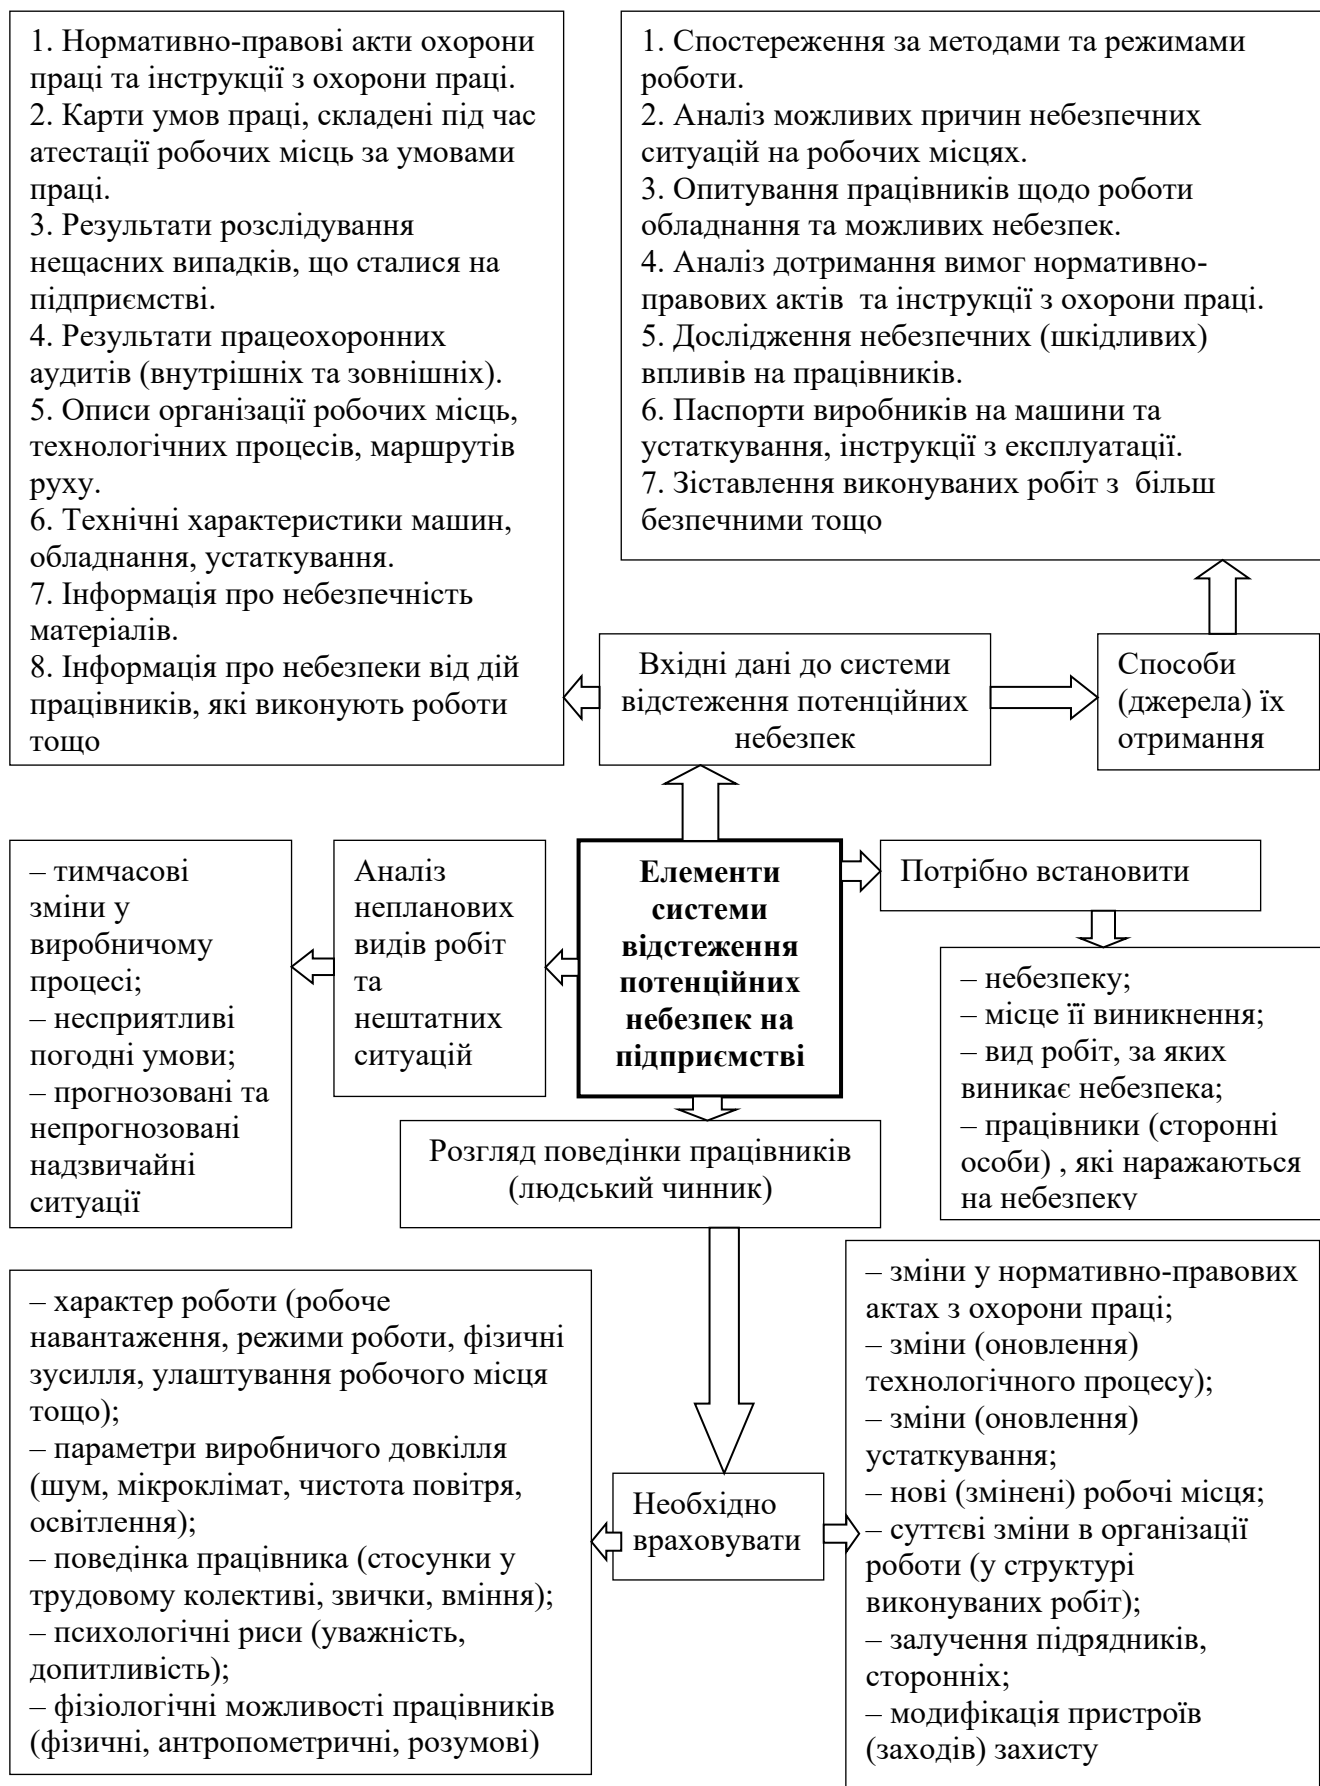 1. Нормативно-правові акти охорони
праці та інструкції з охорони праці.
2. Карти умов праці, складені під час
атестації робочих місць за умовами
праці.
3. Результати розслідування
нещасних випадків, що сталися на
підприємстві.
4. Результати працеохоронних
аудитів (внутрішніх та зовнішніх).
5. Описи організації робочих місць,
технологічних процесів, маршрутів
руху.
6. Технічні характеристики машин,
обладнання, устаткування.
7. Інформація про небезпечність
матеріалів.
8. Інформація про небезпеки від дій
працівників, які виконують роботи
тощо
1. Спостереження за методами та режимами
роботи.
2. Аналіз можливих причин небезпечних
ситуацій на робочих місцях.
3. Опитування працівників щодо роботи
обладнання та можливих небезпек.
4. Аналіз дотримання вимог нормативно-
правових актів та інструкції з охорони праці.
5. Дослідження небезпечних (шкідливих)
впливів на працівників.
6. Паспорти виробників на машини та
устаткування, інструкції з експлуатації.
7. Зіставлення виконуваних робіт з більш
безпечними тощо
Вхідні дані до системи
відстеження потенційних
небезпек
Способи
(джерела) їх
отримання
– тимчасові
зміни у
виробничому
процесі;
– несприятливі
погодні умови;
– прогнозовані та
непрогнозовані
надзвичайні
ситуації
Аналіз
непланових
видів робіт
та
нештатних
ситуацій
Елементи
системи
відстеження
потенційних
небезпек на
підприємстві
Потрібно встановити
– небезпеку;
– місце її виникнення;
– вид робіт, за яких
виникає небезпека;
– працівники (сторонні
особи) , які наражаються
на небезпеку
Розгляд поведінки працівників
(людський чинник)
– характер роботи (робоче
навантаження, режими роботи, фізичні
зусилля, улаштування робочого місця
тощо);
– параметри виробничого довкілля
(шум, мікроклімат, чистота повітря,
освітлення);
– поведінка працівника (стосунки у
трудовому колективі, звички, вміння);
– психологічні риси (уважність,
допитливість);
– фізіологічні можливості працівників
(фізичні, антропометричні, розумові)
Необхідно
враховувати
– зміни у нормативно-правових
актах з охорони праці;
– зміни (оновлення)
технологічного процесу);
– зміни (оновлення)
устаткування;
– нові (змінені) робочі місця;
– суттєві зміни в організації
роботи (у структурі
виконуваних робіт);
– залучення підрядників,
сторонніх;
– модифікація пристроїв
(заходів) захисту